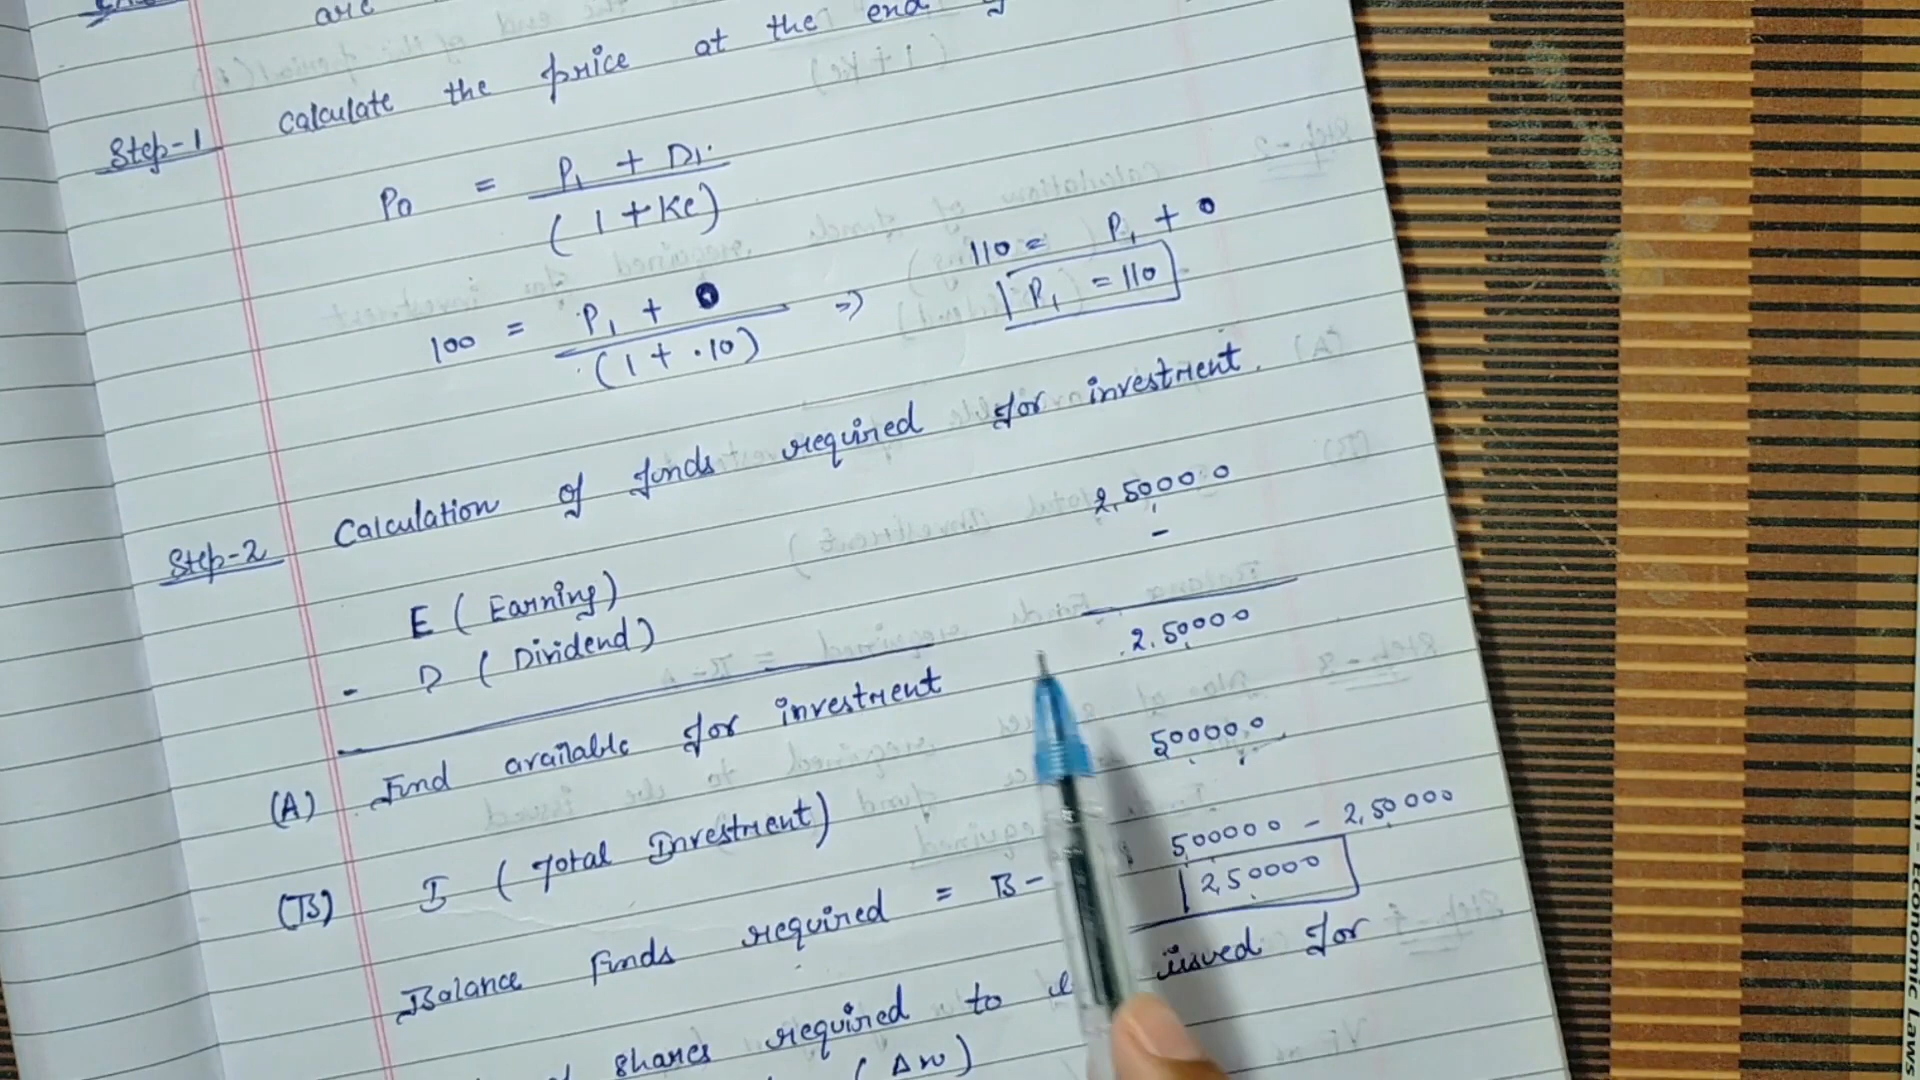 are
Step-1 calculate the price at the end
P0 = P1 + D1 / (1 + Ke)
100 = P1 + 0 / (1 + .10) => 110 = P1 + 0
P1 = 110
Step-2 Calculation of funds required for investment.
E (Earning) 2,50000
- D (Dividend) -
(A) Fund available for investment 2,50000
(B) I (Total Investment) 500000
Balance Funds required = B - 500000 - 2,50000
2,50000
shares required to issued for
(Δn)
Economic Laws